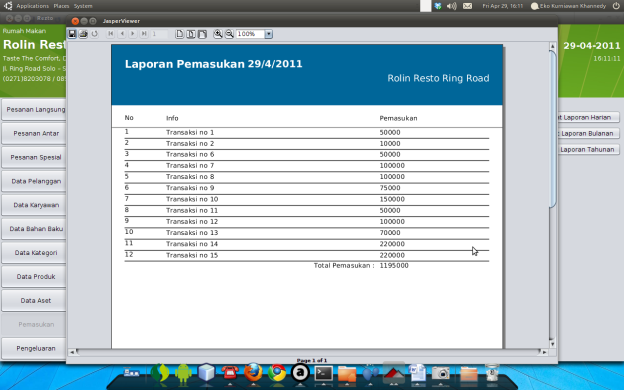 Applications Places System
Fri Apr 29, 16:11 Eko Kurniawan Khannedy
Resto
JasperViewer
Rumah Makan
Rolin Rest
Taste The Comfort,
Jl. Ring Road Solo - S
(0271)8203078 / 08
29-04-2011
16:11:11
100%
Pesanan Langsung
Pesanan Antar
Pesanan Spesial
Data Pelanggan
Data Karyawan
Data Bahan Baku
Data Kategori
Data Produk
Data Aset
Pemasukan
Pengeluaran
Laporan Pemasukan 29/4/2011
Rolin Resto Ring Road
No Info Pemasukan
1 Transaksi no 1 50000
2 Transaksi no 2 10000
3 Transaksi no 6 50000
4 Transaksi no 7 100000
5 Transaksi no 8 100000
6 Transaksi no 9 75000
7 Transaksi no 10 150000
8 Transaksi no 11 50000
9 Transaksi no 12 100000
10 Transaksi no 13 70000
11 Transaksi no 14 220000
12 Transaksi no 15 220000
Total Pemasukan : 1195000
at Laporan Harian
Laporan Bulanan
Laporan Tahunan
Page 1 of 1